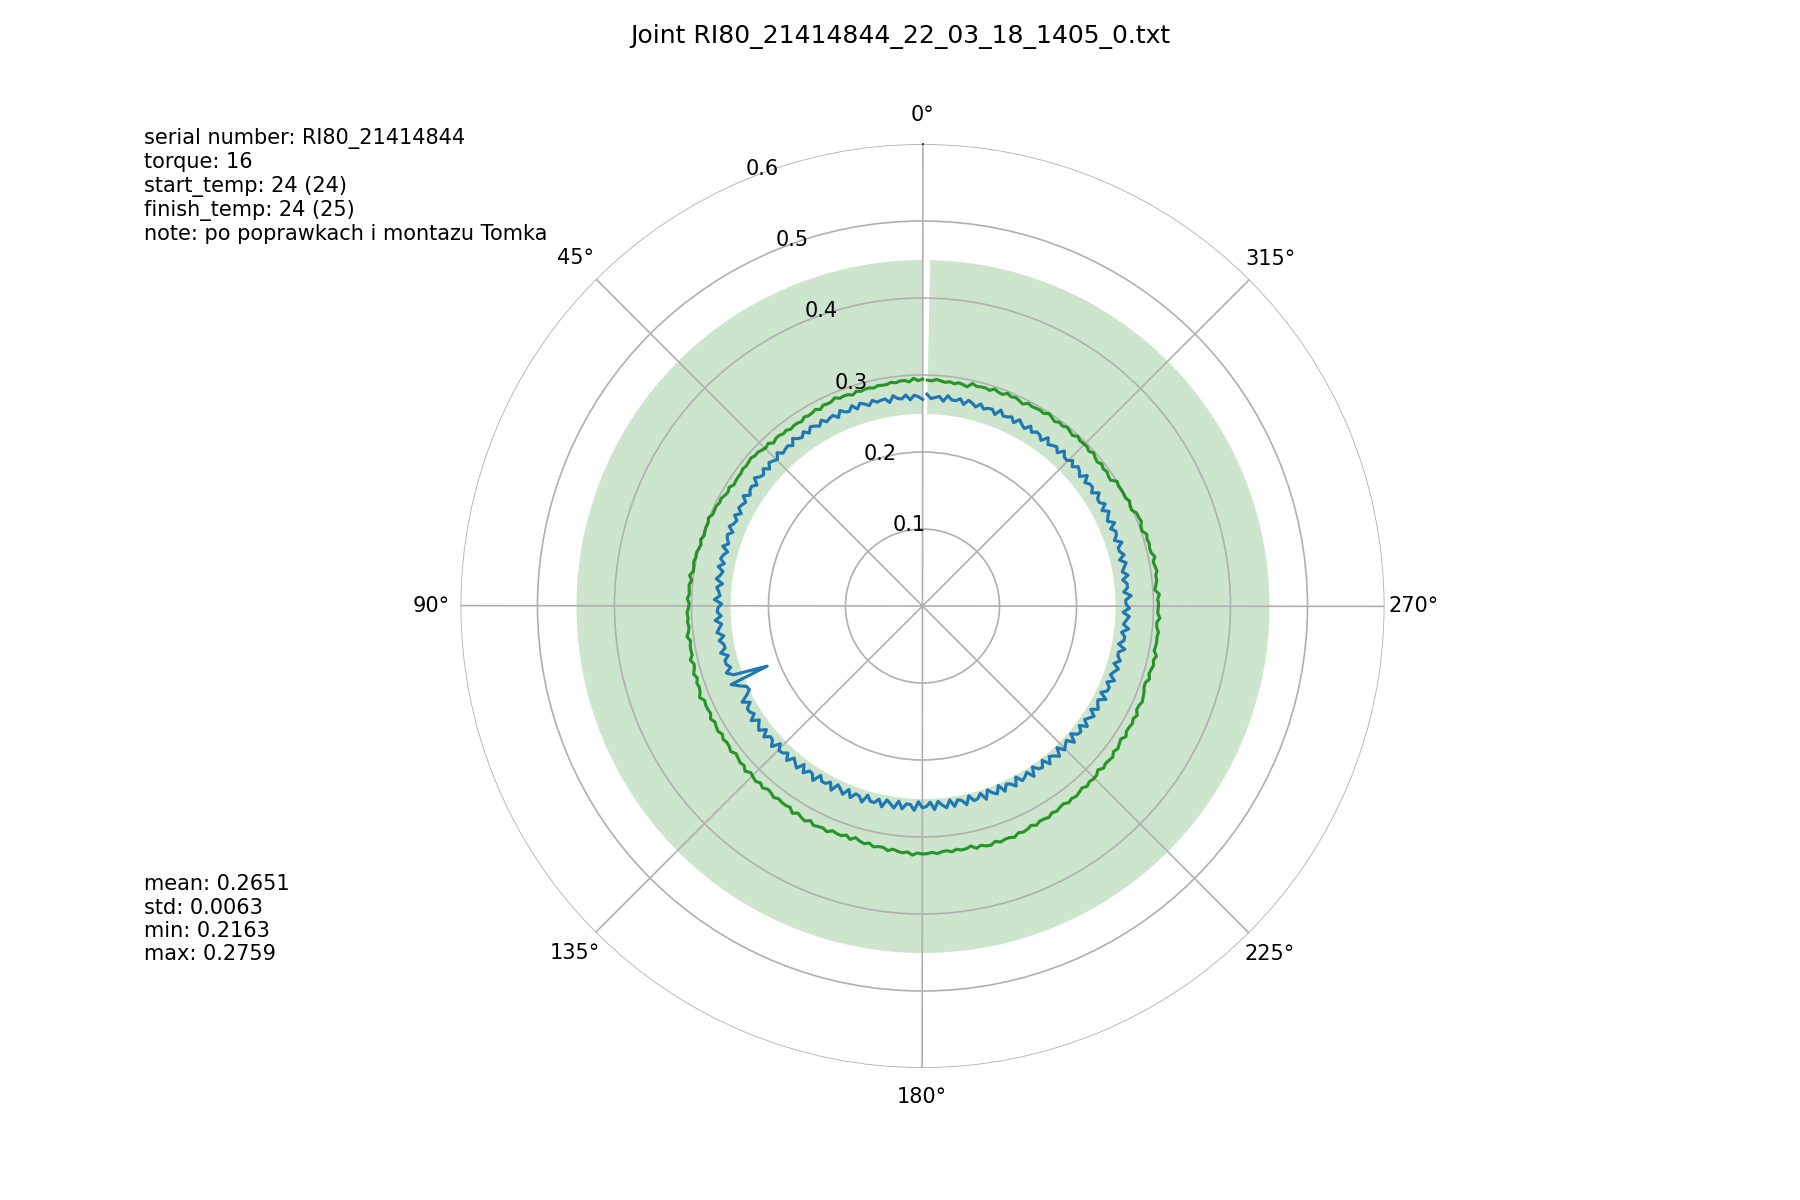 Joint RI80_21414844_22_03_18_1405_0.txt
0°
serial number: RI80_21414844
torque: 16
start_temp: 24 (24)
finish_temp: 24 (25)
note: po poprawkach i montazu Tomka
0.6
0.5
45°
315°
0.4
0.3
0.2
0.1
90°
270°
mean: 0.2651
std: 0.0063
min: 0.2163
max: 0.2759
135°
225°
180°